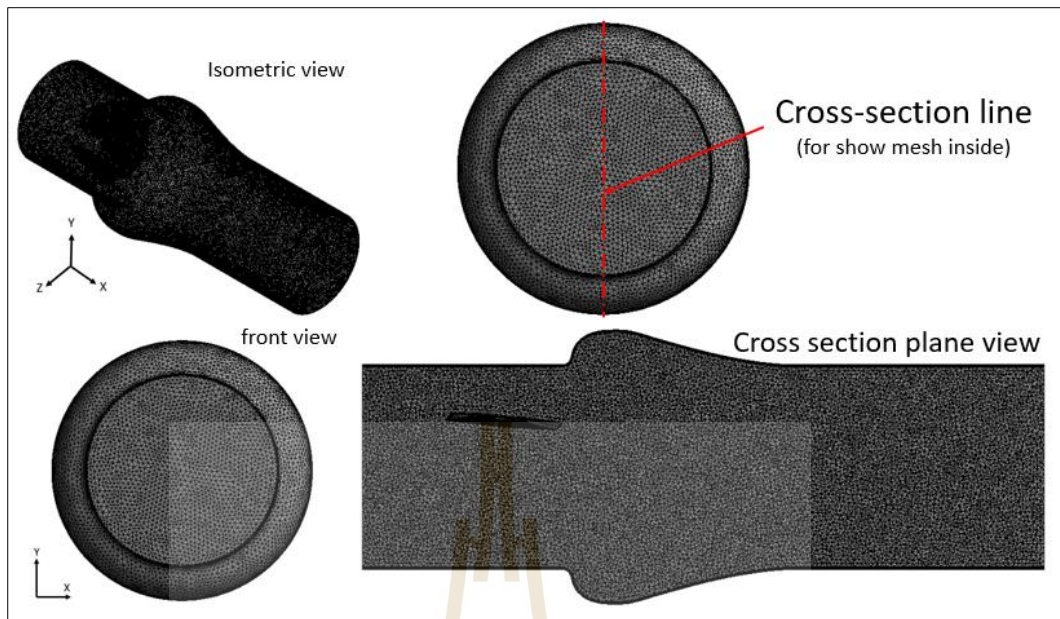 Isometric view
Y
Z
X
Cross-section line
(for show mesh inside)
front view
Y
X
Cross section plane view